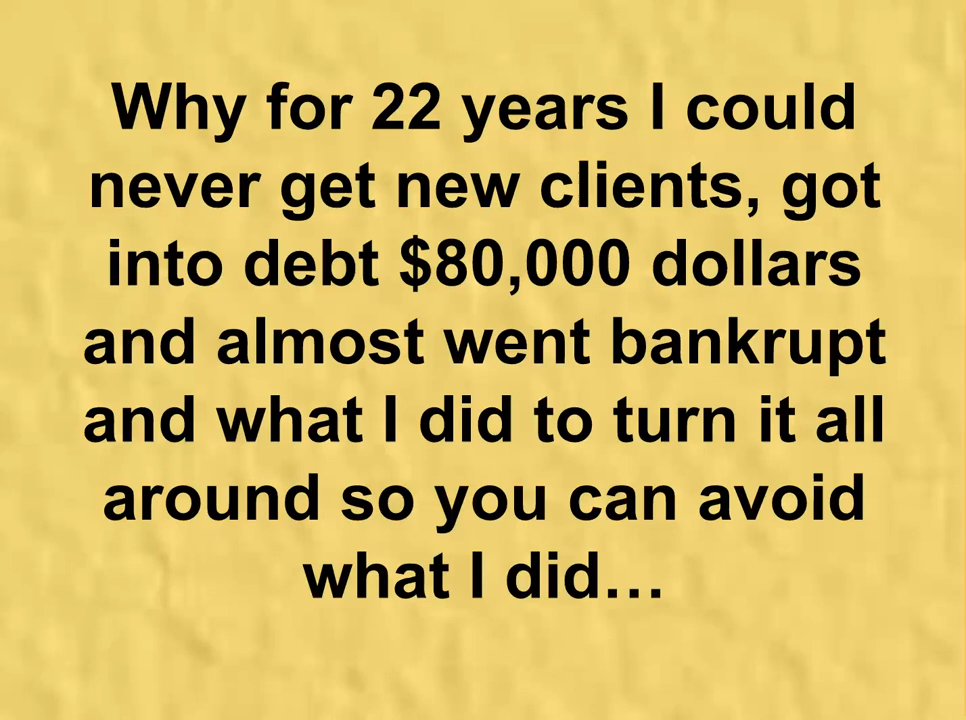 Why for 22 years I could
never get new clients, got
into debt $80,000 dollars
and almost went bankrupt
and what I did to turn it all
around so you can avoid
what I did…